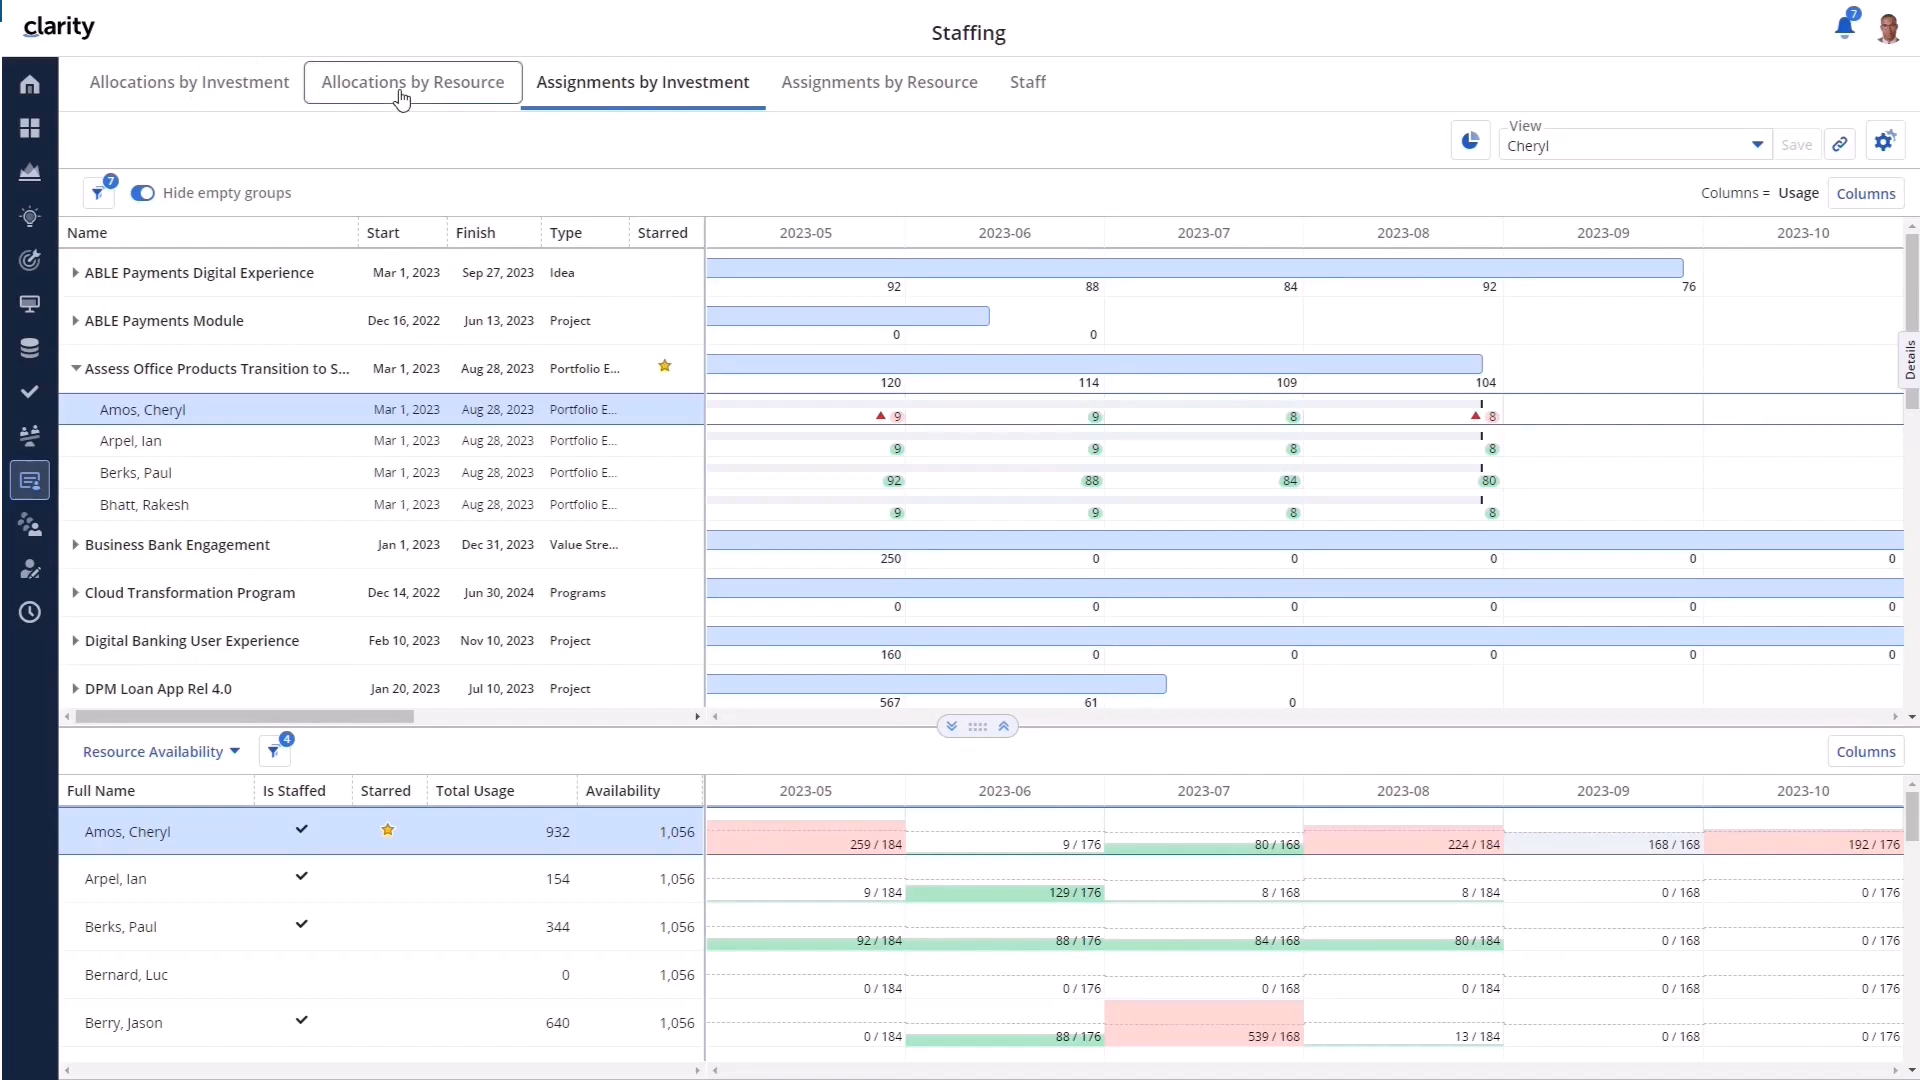 clarity
Staffing
7
Allocations by Investment Allocations by Resource Assignments by Investment Assignments by Resource Staff
View
Cheryl
Save
7
Hide empty groups
Columns = Usage Columns
Name Start Finish Type Starred 2023-05 2023-06 2023-07 2023-08 2023-09 2023-10
ABLE Payments Digital Experience Mar 1, 2023 Sep 27, 2023 Idea
92 88 84 92 76
ABLE Payments Module Dec 16, 2022 Jun 13, 2023 Project
0 0
Assess Office Products Transition to S... Mar 1, 2023 Aug 28, 2023 Portfolio E...
120 114 109 104
Details
Amos, Cheryl Mar 1, 2023 Aug 28, 2023 Portfolio E... 9 9 8 8
Arpel, Ian Mar 1, 2023 Aug 28, 2023 Portfolio E... 9 9 8 8
Berks, Paul Mar 1, 2023 Aug 28, 2023 Portfolio E... 92 88 84 80
Bhatt, Rakesh Mar 1, 2023 Aug 28, 2023 Portfolio E... 9 9 8 8
Business Bank Engagement Jan 1, 2023 Dec 31, 2023 Value Stre...
250 0 0 0 0 0
Cloud Transformation Program Dec 14, 2022 Jun 30, 2024 Programs
0 0 0 0 0 0
Digital Banking User Experience Feb 10, 2023 Nov 10, 2023 Project
160 0 0 0 0 0
DPM Loan App Rel 4.0 Jan 20, 2023 Jul 10, 2023 Project
567 61 0
Resource Availability 4 Columns
Full Name Is Staffed Starred Total Usage Availability 2023-05 2023-06 2023-07 2023-08 2023-09 2023-10
Amos, Cheryl 932 1,056 259 / 184 9 / 176 80 / 168 224 / 184 168 / 168 192 / 176
Arpel, Ian 154 1,056 9 / 184 129 / 176 8 / 168 8 / 184 0 / 168 0 / 176
Berks, Paul 344 1,056 92 / 184 88 / 176 84 / 168 80 / 184 0 / 168 0 / 176
Bernard, Luc 0 1,056 0 / 184 0 / 176 0 / 168 0 / 184 0 / 168 0 / 176
Berry, Jason 640 1,056 0 / 184 88 / 176 539 / 168 13 / 184 0 / 168 0 / 176